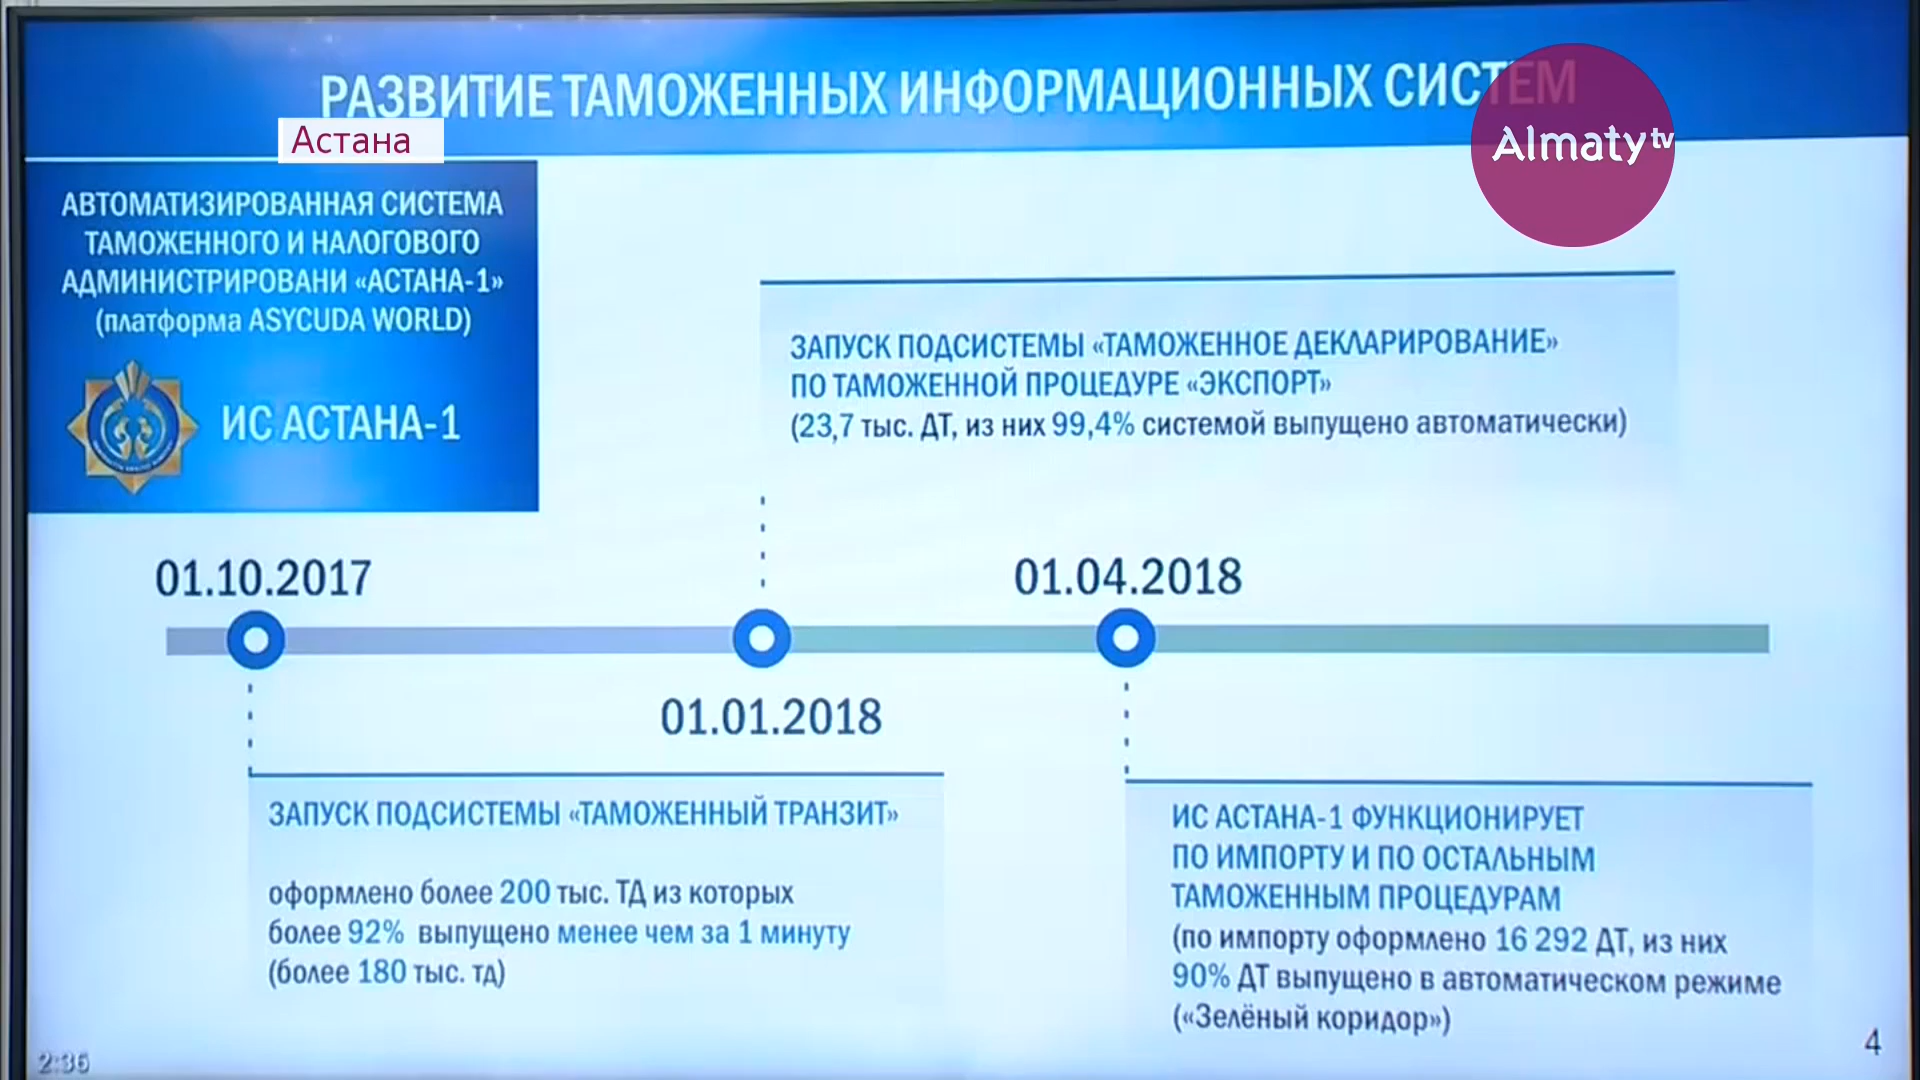 РАЗВИТИЕ ТАМОЖЕННЫХ ИНФОРМАЦИОННЫХ СИСТЕМ
Астана
Almaty tv
АВТОМАТИЗИРОВАННАЯ СИСТЕМА
ТАМОЖЕННОГО И НАЛОГОВОГО
АДМИНИСТРИРОВАНИ «АСТАНА-1»
(платформа ASYCUDA WORLD)
ИС АСТАНА-1
ЗАПУСК ПОДСИСТЕМЫ «ТАМОЖЕННОЕ ДЕКЛАРИРОВАНИЕ»
ПО ТАМОЖЕННОЙ ПРОЦЕДУРЕ «ЭКСПОРТ»
(23,7 тыс. ДТ, из них 99,4% системой выпущено автоматически)
01.10.2017
01.04.2018
01.01.2018
ЗАПУСК ПОДСИСТЕМЫ «ТАМОЖЕННЫЙ ТРАНЗИТ»
оформлено более 200 тыс. ТД из которых
более 92% выпущено менее чем за 1 минуту
(более 180 тыс. тд)
ИС АСТАНА-1 ФУНКЦИОНИРУЕТ
ПО ИМПОРТУ И ПО ОСТАЛЬНЫМ
ТАМОЖЕННЫМ ПРОЦЕДУРАМ
(по импорту оформлено 16 292 ДТ, из них
90% ДТ выпущено в автоматическом режиме
(«Зелёный коридор»)
4
2:36